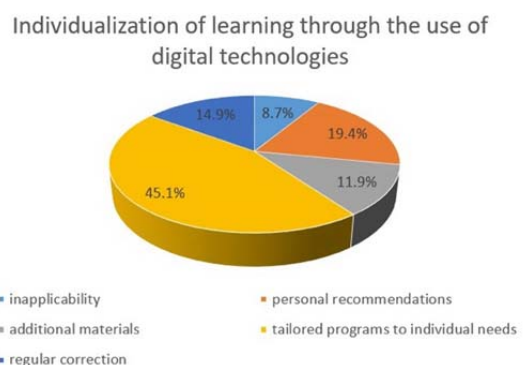 Individualization of learning through the use of
digital technologies
14.9%
8.7%
19.4%
11.9%
45.1%
inapplicability
personal recommendations
additional materials
tailored programs to individual needs
regular correction